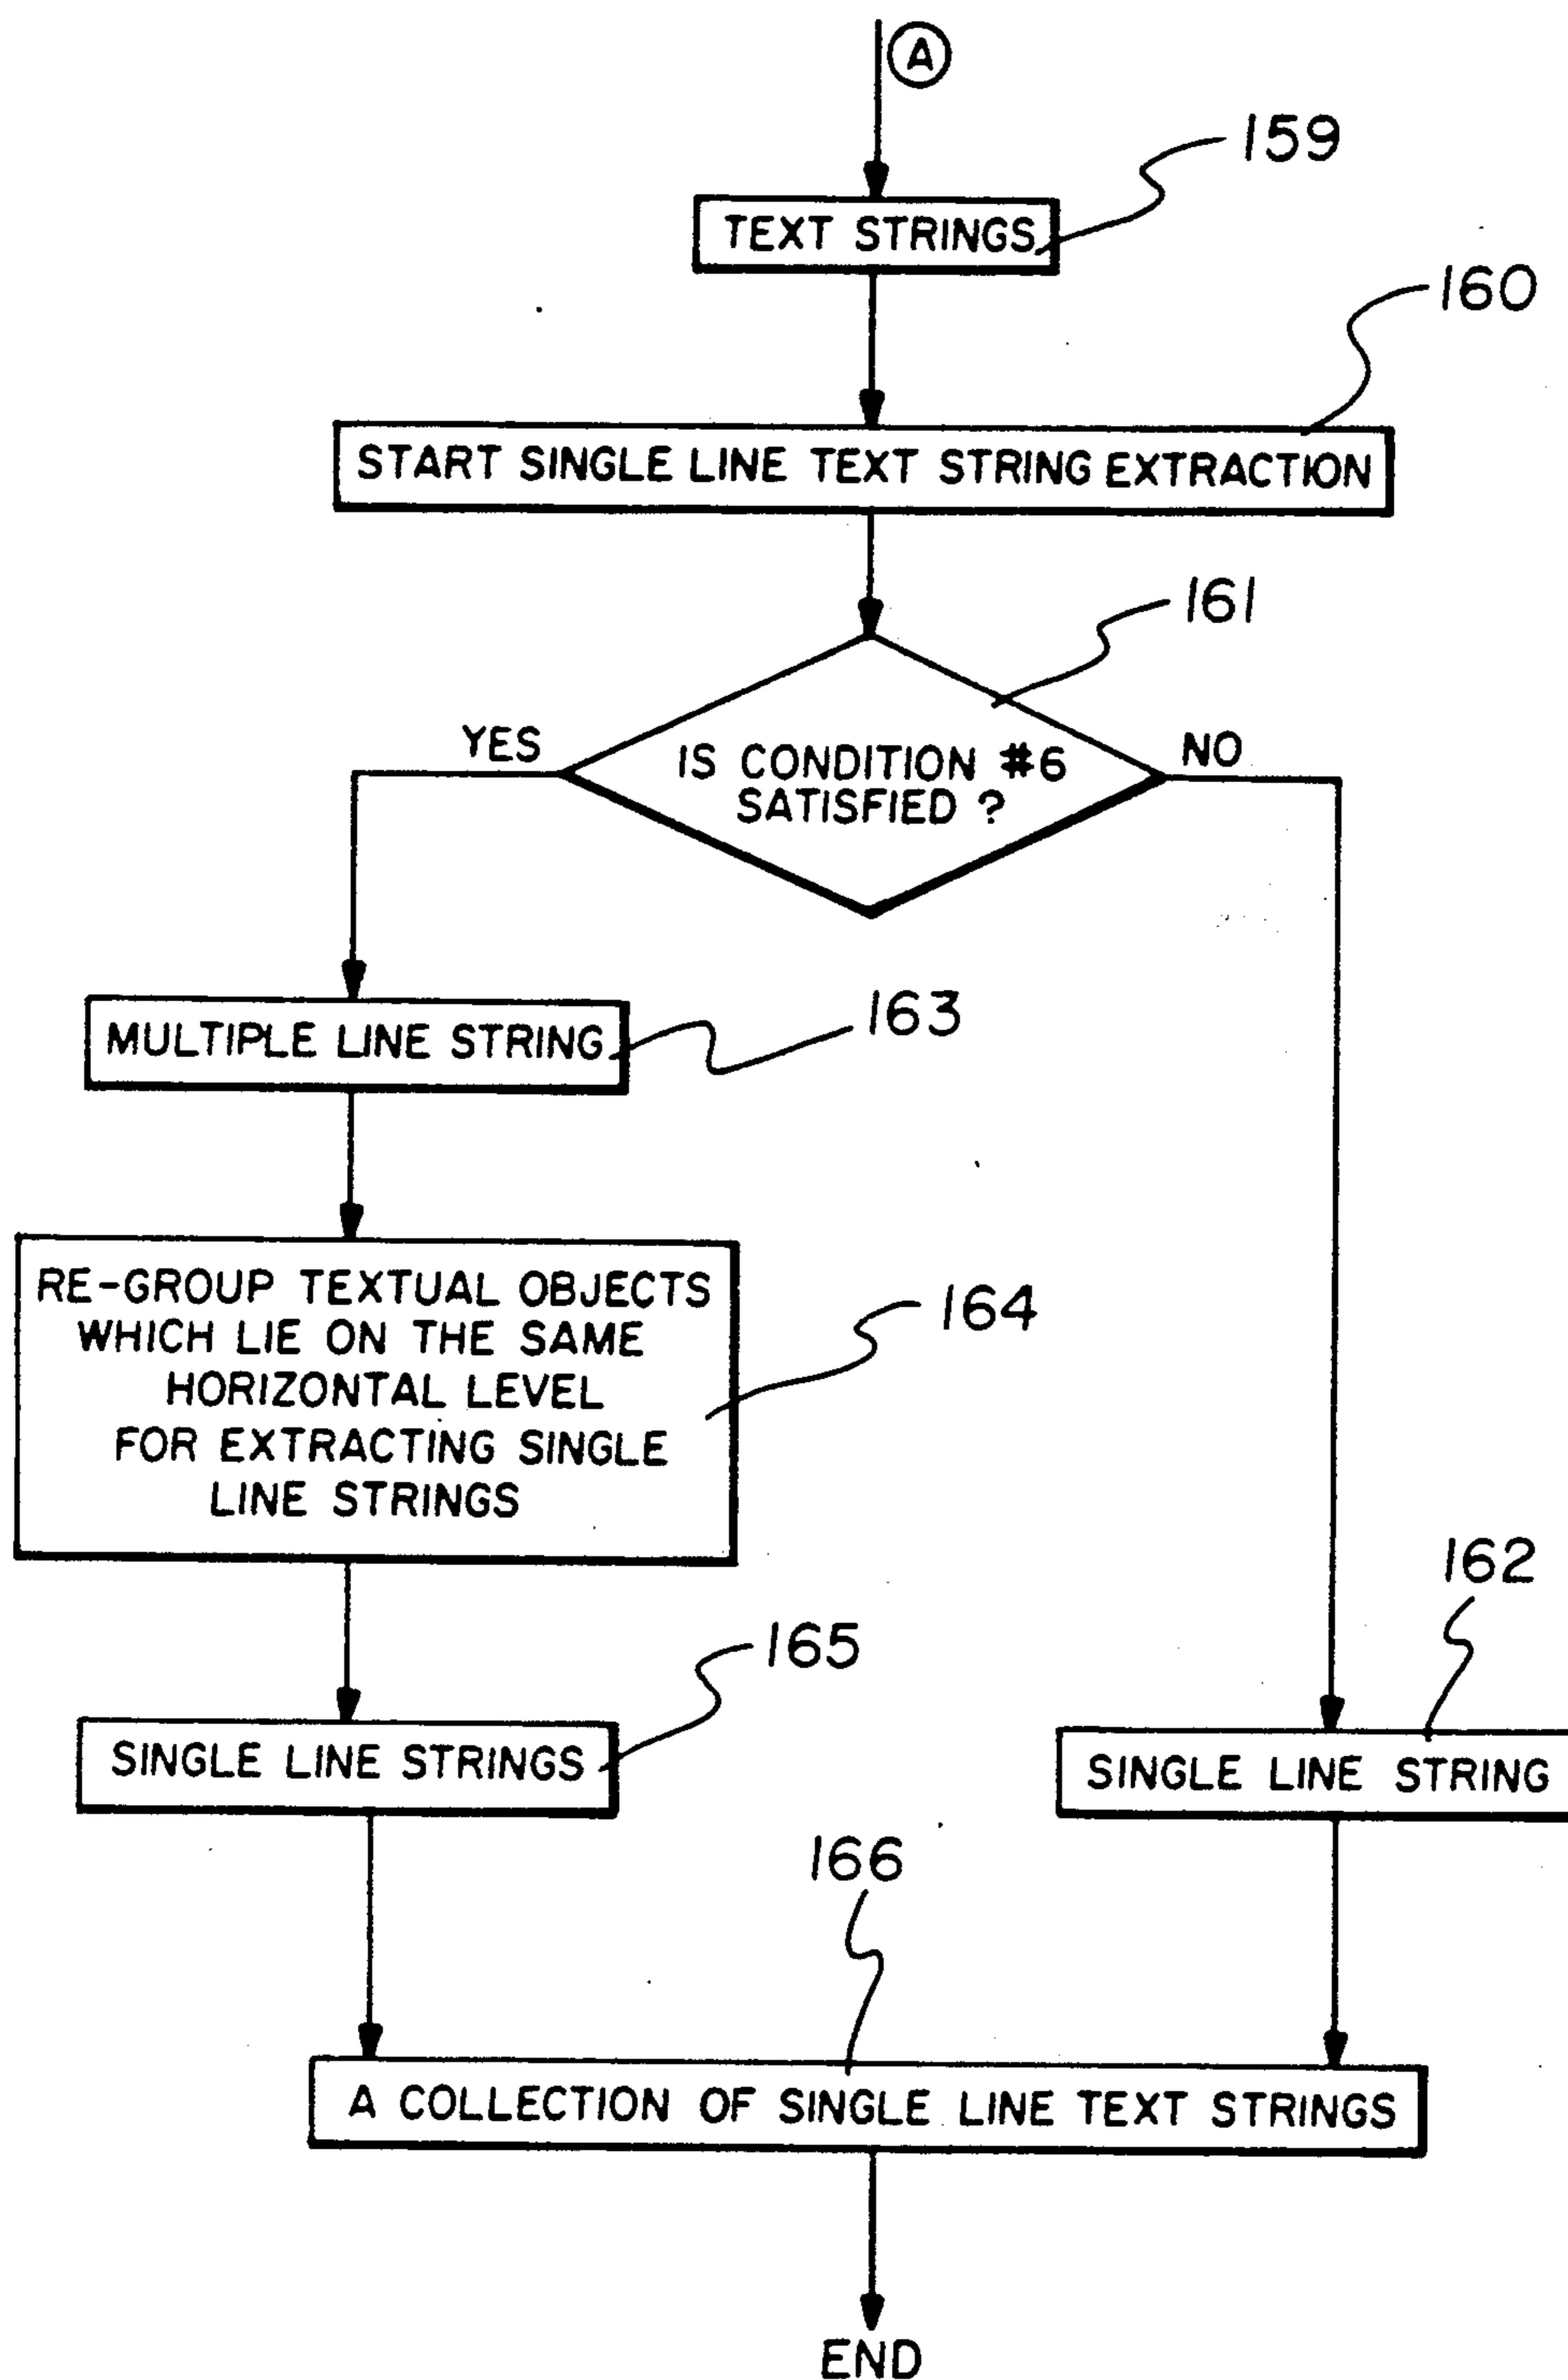 A
159
TEXT STRINGS
160
START SINGLE LINE TEXT STRING EXTRACTION
161
YES
NO
IS CONDITION #6
SATISFIED ?
163
MULTIPLE LINE STRING
164
RE-GROUP TEXTUAL OBJECTS
WHICH LIE ON THE SAME
HORIZONTAL LEVEL
FOR EXTRACTING SINGLE
LINE STRINGS
162
165
SINGLE LINE STRINGS
SINGLE LINE STRING
166
A COLLECTION OF SINGLE LINE TEXT STRINGS
END